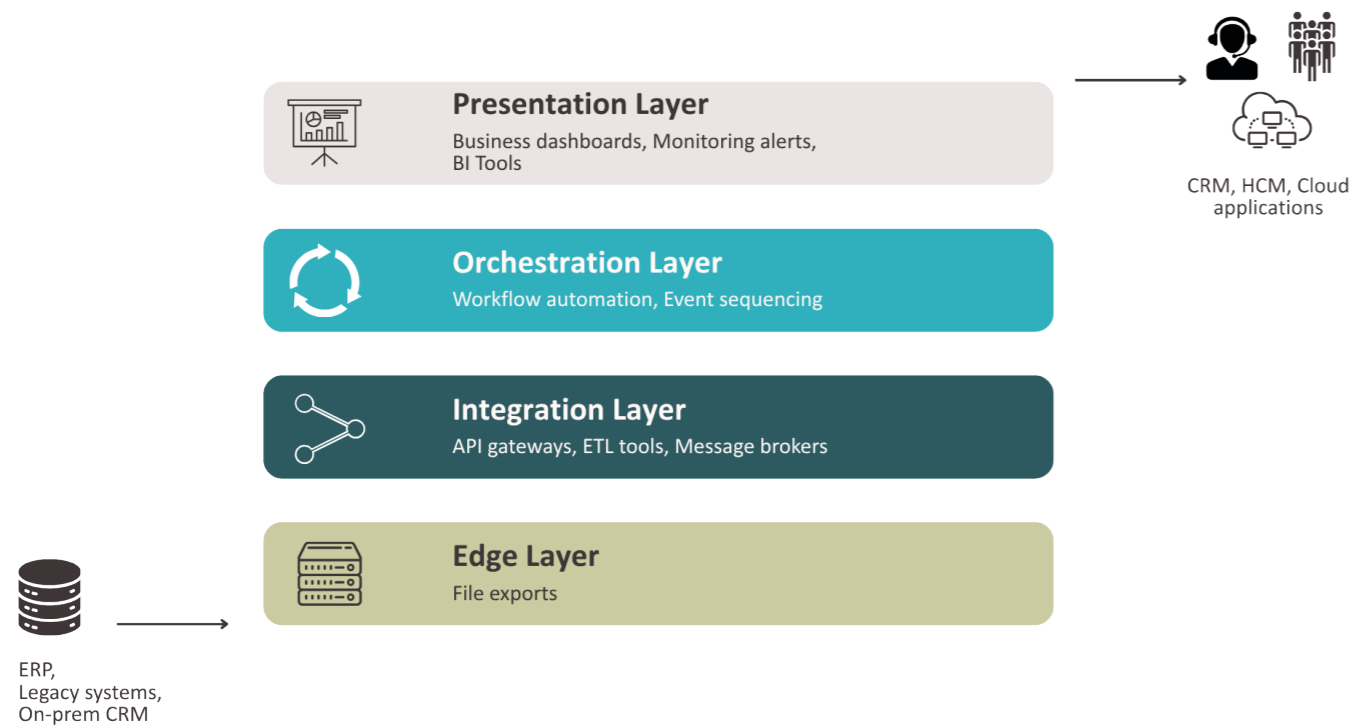 Presentation Layer
Business dashboards, Monitoring alerts,
BI Tools
CRM, HCM, Cloud
applications
Orchestration Layer
Workflow automation, Event sequencing
Integration Layer
API gateways, ETL tools, Message brokers
Edge Layer
File exports
ERP,
Legacy systems,
On-prem CRM